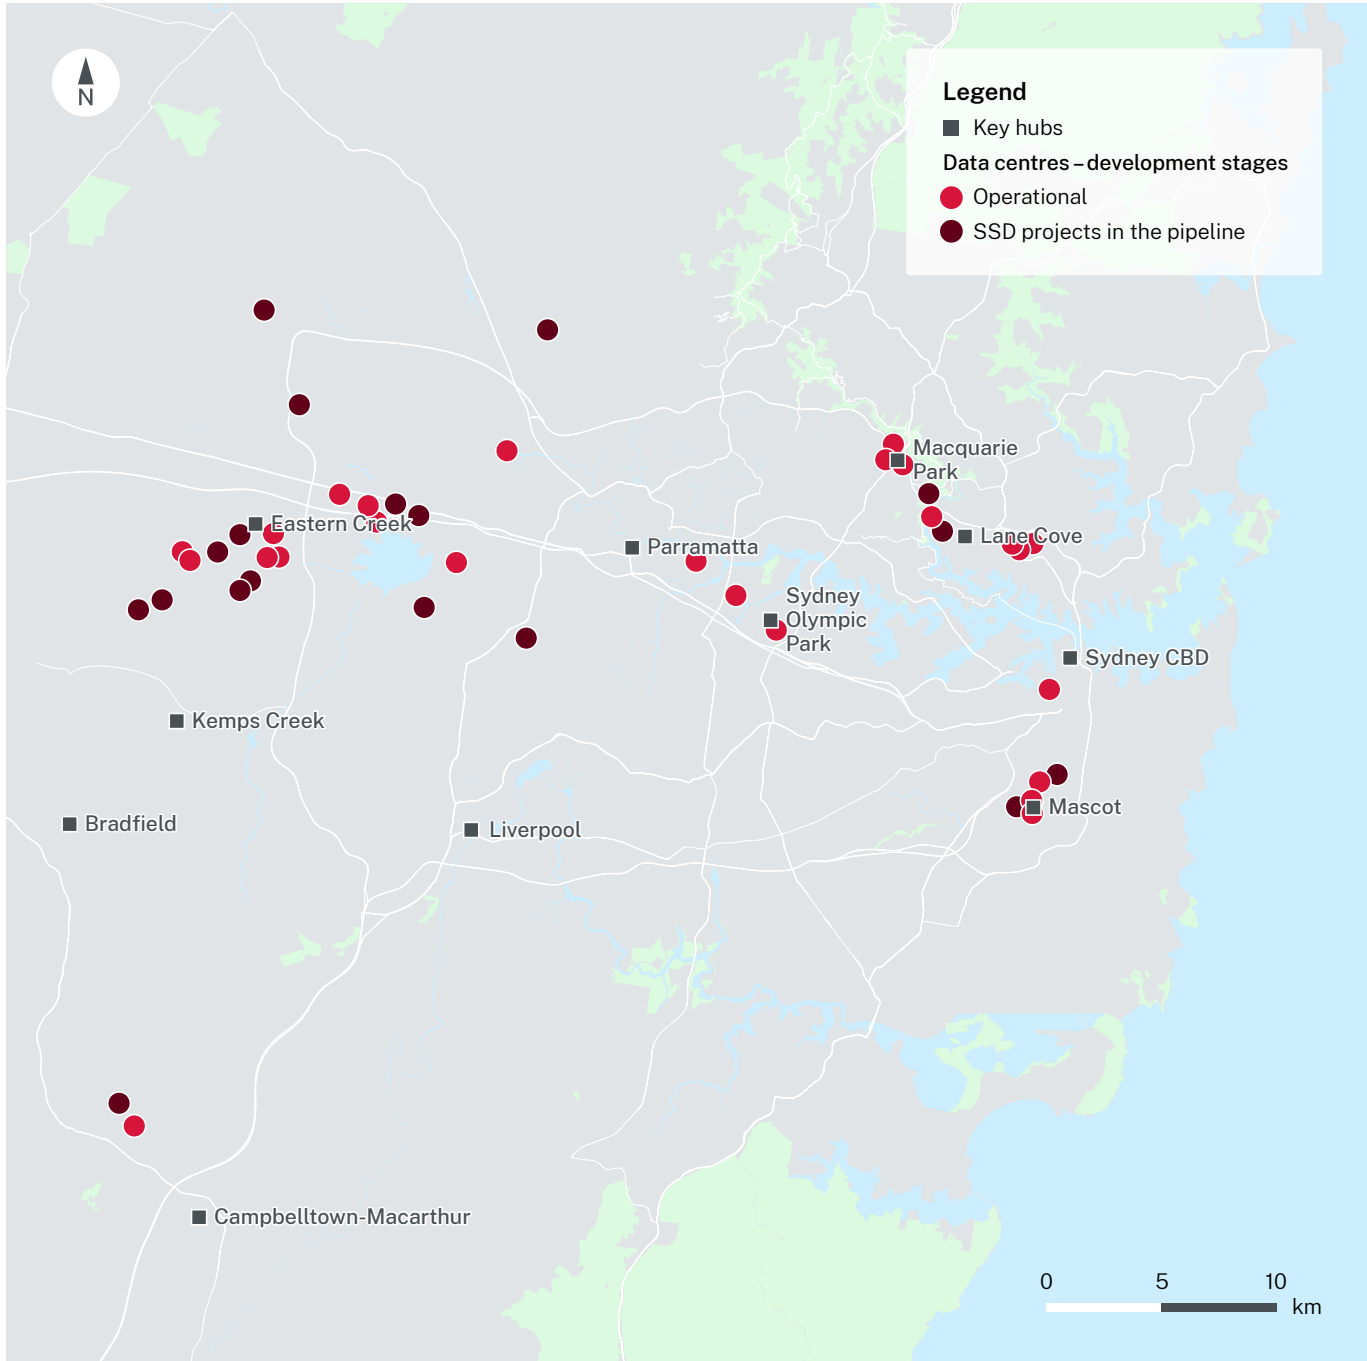 N
Legend
Key hubs
Data centres – development stages
Operational
SSD projects in the pipeline
Macquarie
Park
Eastern Creek
Lane Cove
Parramatta
Sydney
Olympic
Park
Sydney CBD
Kemps Creek
Mascot
Bradfield
Liverpool
Campbelltown-Macarthur
0 5 10
km